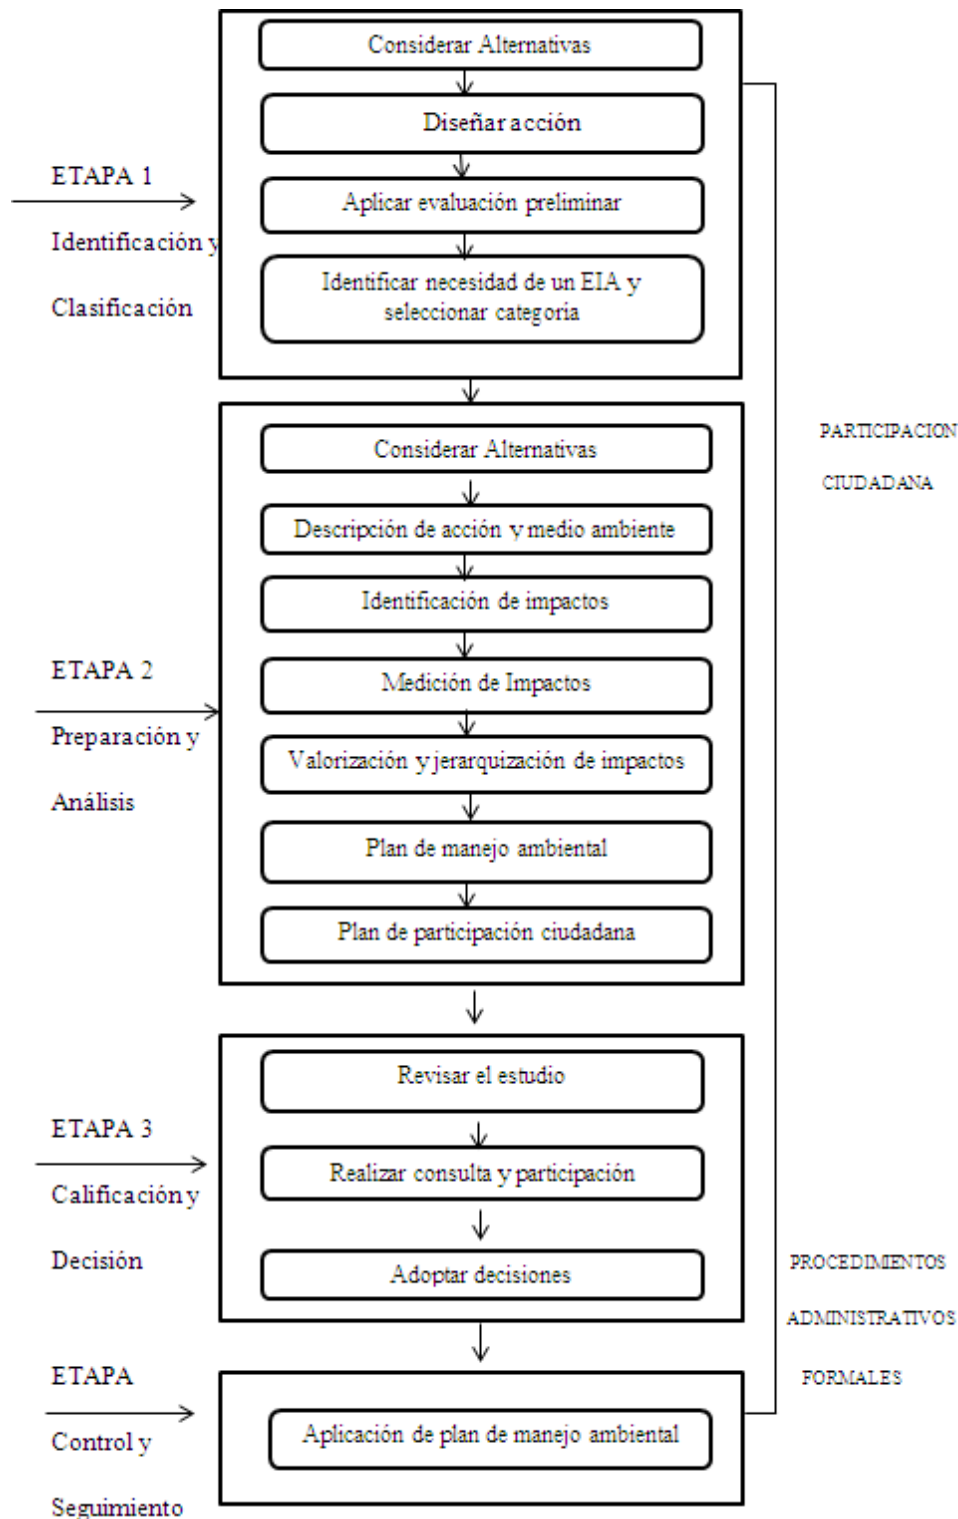 Considerar Alternativas
Diseñar acción
ETAPA 1
Aplicar evaluación preliminar
Identificación y
Clasificación
Identificar necesidad de un EIA y
seleccionar categoría
PARTICIPACION
CIUDADANA
Considerar Alternativas
Descripción de acción y medio ambiente
Identificación de impactos
ETAPA 2
Medición de Impactos
Preparación y
Análisis
Valorización y jerarquización de impactos
Plan de manejo ambiental
Plan de participación ciudadana
Revisar el estudio
ETAPA 3
Realizar consulta y participación
Calificación y
Decisión
Adoptar decisiones
PROCEDIMIENTOS
ADMINISTRATIVOS
FORMALES
ETAPA
Aplicación de plan de manejo ambiental
Control y
Seguimiento